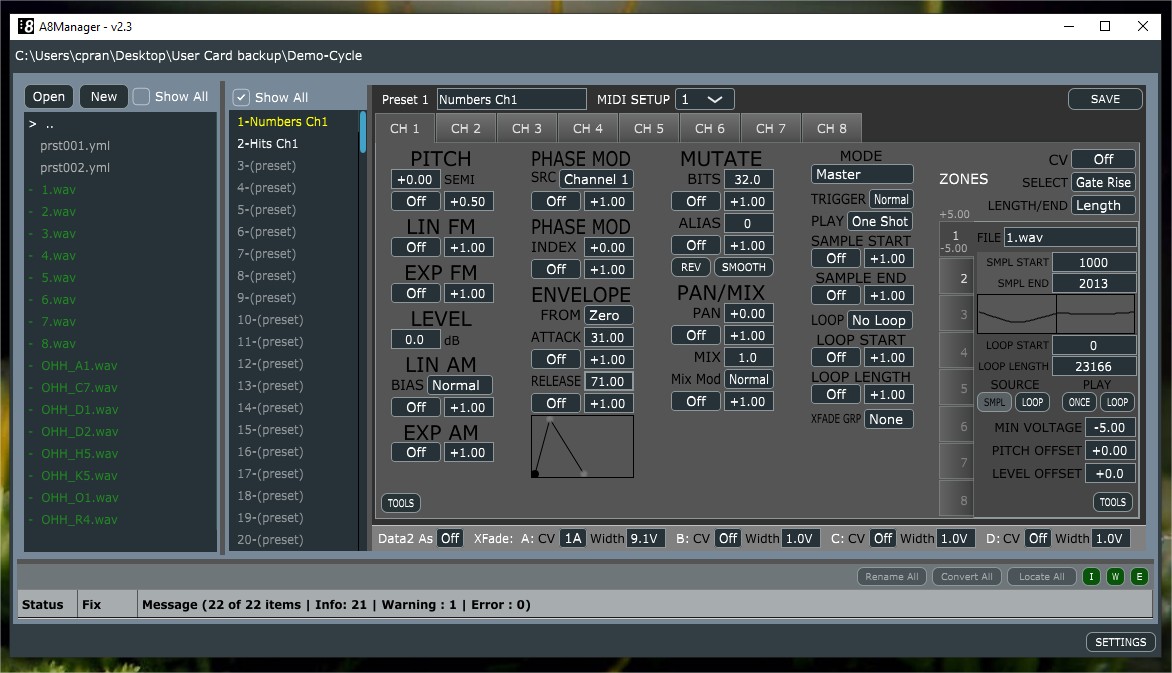 A8Manager - v2.3
C:\Users\cpran\Desktop\User Card backup\Demo-Cycle
Open New Show All
> ..
prst001.yml
prst002.yml
- 1.wav
- 2.wav
- 3.wav
- 4.wav
- 5.wav
- 6.wav
- 7.wav
- 8.wav
- OHH_A1.wav
- OHH_C7.wav
- OHH_D1.wav
- OHH_D2.wav
- OHH_H5.wav
- OHH_K5.wav
- OHH_O1.wav
- OHH_R4.wav
Show All
1-Numbers Ch1
2-Hits Ch1
3-(preset)
4-(preset)
5-(preset)
6-(preset)
7-(preset)
8-(preset)
9-(preset)
10-(preset)
11-(preset)
12-(preset)
13-(preset)
14-(preset)
15-(preset)
16-(preset)
17-(preset)
18-(preset)
19-(preset)
20-(preset)
Preset 1 Numbers Ch1 MIDI SETUP 1 SAVE
CH 1 CH 2 CH 3 CH 4 CH 5 CH 6 CH 7 CH 8
PITCH
+0.00 SEMI
Off +0.50
LIN FM
Off +1.00
EXP FM
Off +1.00
LEVEL
0.0 dB
LIN AM
BIAS Normal
Off +1.00
EXP AM
Off +1.00
TOOLS
PHASE MOD
SRC Channel 1
Off +1.00
PHASE MOD
INDEX +0.00
Off +1.00
ENVELOPE
FROM Zero
ATTACK 31.00
Off +1.00
RELEASE 71.00
Off +1.00
MUTATE
BITS 32.0
Off +1.00
ALIAS 0
Off +1.00
REV SMOOTH
PAN/MIX
PAN +0.00
Off +1.00
MIX 1.0
Mix Mod Normal
Off +1.00
MODE
Master
TRIGGER Normal
PLAY One Shot
SAMPLE START
Off +1.00
SAMPLE END
Off +1.00
LOOP No Loop
LOOP START
Off +1.00
LOOP LENGTH
Off +1.00
XFADE GRP None
ZONES
CV Off
SELECT Gate Rise
LENGTH/END Length
+5.00
1
-5.00
2
3
4
5
6
7
8
FILE 1.wav
SMPL START 1000
SMPL END 2013
LOOP START 0
LOOP LENGTH 23166
SOURCE PLAY
SMPL LOOP ONCE LOOP
MIN VOLTAGE -5.00
PITCH OFFSET +0.00
LEVEL OFFSET +0.0
TOOLS
Data2 As Off XFade: A: CV 1A Width 9.1V B: CV Off Width 1.0V C: CV Off Width 1.0V D: CV Off Width 1.0V
Rename All Convert All Locate All I W E
Status Fix Message (22 of 22 items | Info: 21 | Warning : 1 | Error : 0)
SETTINGS